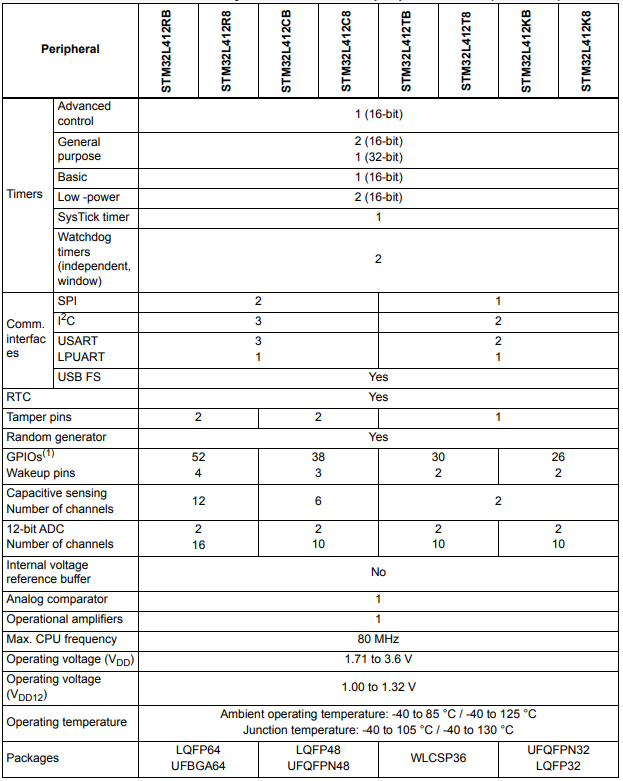 Peripheral
STM32L412RB
STM32L412R8
STM32L412CB
STM32L412C8
STM32L412TB
STM32L412T8
STM32L412KB
STM32L412K8
Timers
Advanced
control
1 (16-bit)
General
purpose
2 (16-bit)
1 (32-bit)
Basic
1 (16-bit)
Low -power
2 (16-bit)
SysTick timer
1
Watchdog
timers
(independent,
window)
2
Comm.
interfac
es
SPI
2
1
I2C
3
2
USART
LPUART
3
1
2
1
USB FS
Yes
RTC
Yes
Tamper pins
2
2
1
Random generator
Yes
GPIOs(1)
Wakeup pins
52
4
38
3
30
2
26
2
Capacitive sensing
Number of channels
12
6
2
12-bit ADC
Number of channels
2
16
2
10
2
10
2
10
Internal voltage
reference buffer
No
Analog comparator
1
Operational amplifiers
1
Max. CPU frequency
80 MHz
Operating voltage (VDD)
1.71 to 3.6 V
Operating voltage
(VDD12)
1.00 to 1.32 V
Operating temperature
Ambient operating temperature: -40 to 85 °C / -40 to 125 °C
Junction temperature: -40 to 105 °C / -40 to 130 °C
Packages
LQFP64
UFBGA64
LQFP48
UFQFPN48
WLCSP36
UFQFPN32
LQFP32